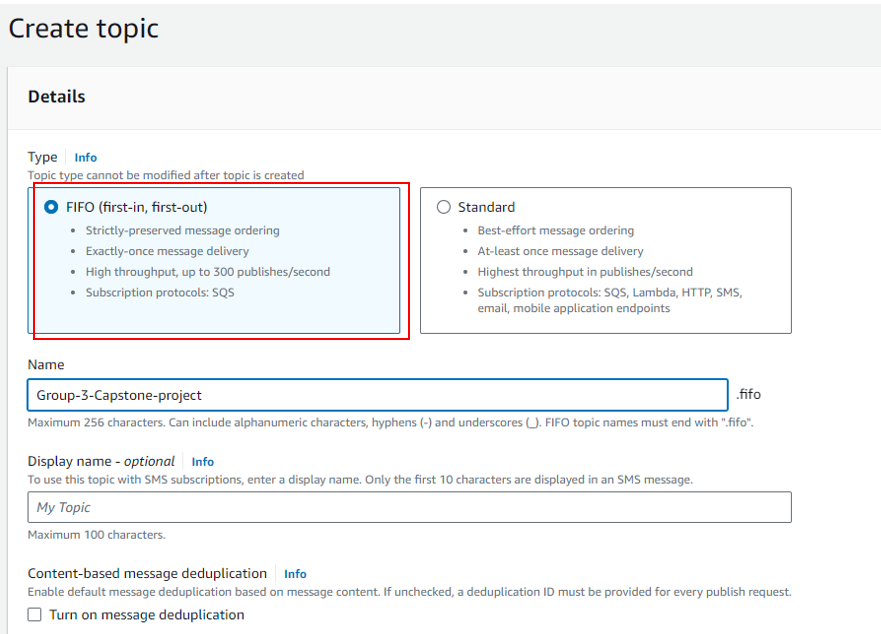 Create topic
Details
Type Info
Topic type cannot be modified after topic is created
FIFO (first-in, first-out)
• Strictly-preserved message ordering
• Exactly-once message delivery
• High throughput, up to 300 publishes/second
• Subscription protocols: SQS
Standard
• Best-effort message ordering
• At-least once message delivery
• Highest throughput in publishes/second
• Subscription protocols: SQS, Lambda, HTTP, SMS,
email, mobile application endpoints
Name
Group-3-Capstone-project .fifo
Maximum 256 characters. Can include alphanumeric characters, hyphens (-) and underscores (_). FIFO topic names must end with ".fifo".
Display name - optional Info
To use this topic with SMS subscriptions, enter a display name. Only the first 10 characters are displayed in an SMS message.
My Topic
Maximum 100 characters.
Content-based message deduplication Info
Enable default message deduplication based on message content. If unchecked, a deduplication ID must be provided for every publish request.
Turn on message deduplication